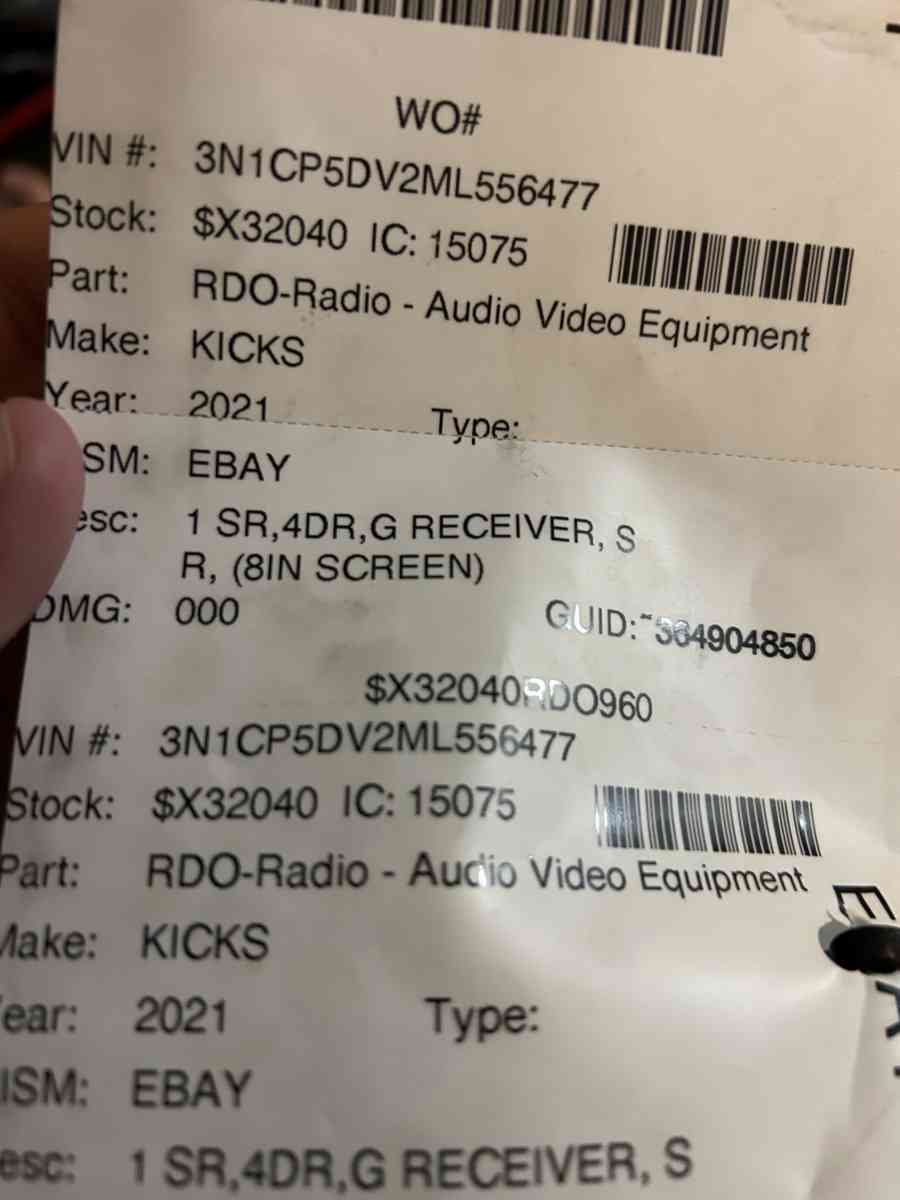 WO#
VIN #: 3N1CP5DV2ML556477
Stock: $X32040 IC: 15075
Part: RDO-Radio - Audio Video Equipment
Make: KICKS
Year: 2021 Type:
SM: EBAY
esc: 1 SR,4DR,G RECEIVER, S
R, (8IN SCREEN)
DMG: 000 GUID: 364904850
$X32040RDO960
VIN #: 3N1CP5DV2ML556477
Stock: $X32040 IC: 15075
Part: RDO-Radio - Audio Video Equipment
Make: KICKS
ear: 2021 Type:
ISM: EBAY
esc: 1 SR,4DR,G RECEIVER, S